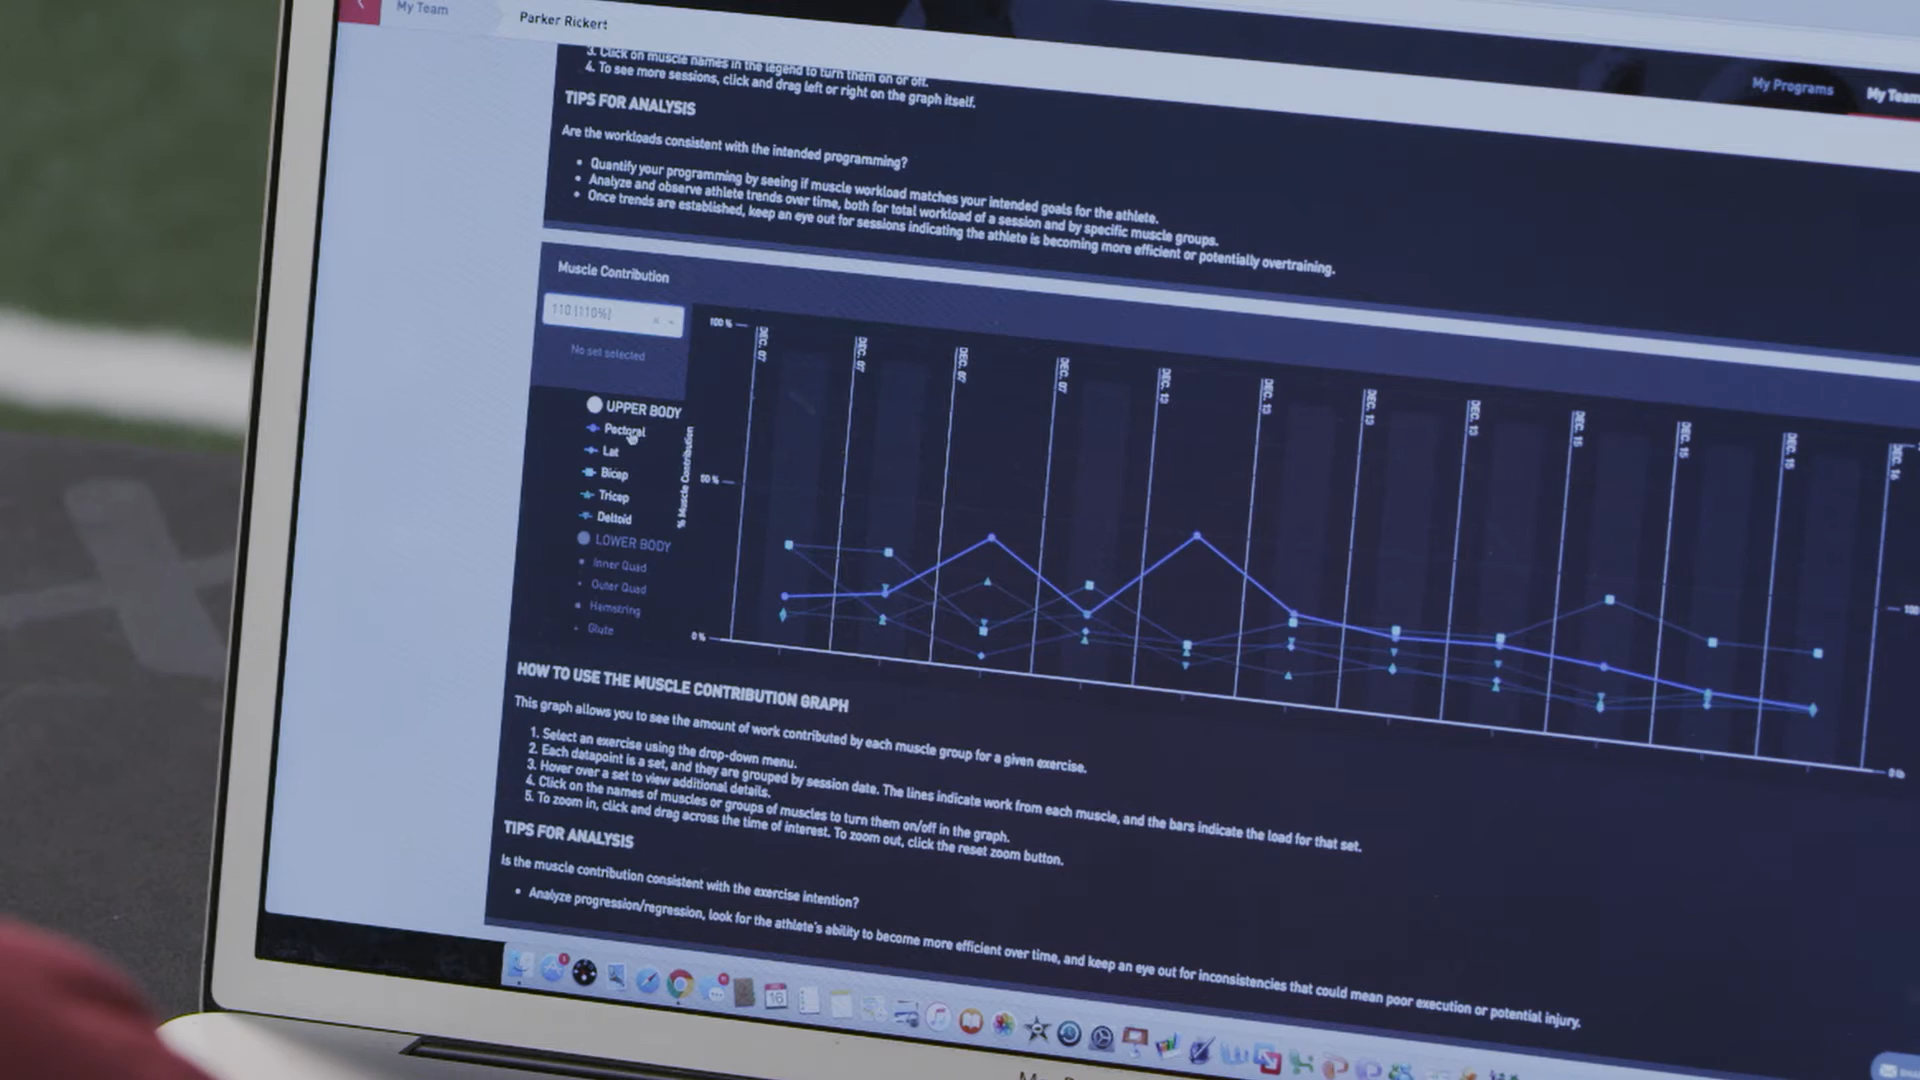 My Team
Parker Rickert
My Programs
My Team
3. Click on muscle names in the legend to turn them on or off.
4. To see more sessions, click and drag left or right on the graph itself.
TIPS FOR ANALYSIS
Are the workloads consistent with the intended programming?
• Quantify your programming by seeing if muscle workload matches your intended goals for the athlete.
• Analyze and observe athlete trends over time, both for total workload of a session and by specific muscle groups.
• Once trends are established, keep an eye out for sessions indicating the athlete is becoming more efficient or potentially overtraining.
Muscle Contribution
110 [110%]
No set selected
UPPER BODY
Pectoral
Lat
Bicep
Tricep
Deltoid
LOWER BODY
Inner Quad
Outer Quad
Hamstring
Glute
% Muscle Contribution
100 %
50 %
0 %
DEC. 07
DEC. 07
DEC. 07
DEC. 07
DEC. 13
DEC. 13
DEC. 13
DEC. 13
DEC. 15
DEC. 15
DEC. 15
HOW TO USE THE MUSCLE CONTRIBUTION GRAPH
This graph allows you to see the amount of work contributed by each muscle group for a given exercise.
1. Select an exercise using the drop-down menu.
2. Each datapoint is a set, and they are grouped by session date. The lines indicate work from each muscle, and the bars indicate the load for that set.
3. Hover over a set to view additional details.
4. Click on the names of muscles or groups of muscles to turn them on/off in the graph.
5. To zoom in, click and drag across the time of interest. To zoom out, click the reset zoom button.
TIPS FOR ANALYSIS
Is the muscle contribution consistent with the exercise intention?
• Analyze progression/regression, look for the athlete's ability to become more efficient over time, and keep an eye out for inconsistencies that could mean poor execution or potential injury.
16